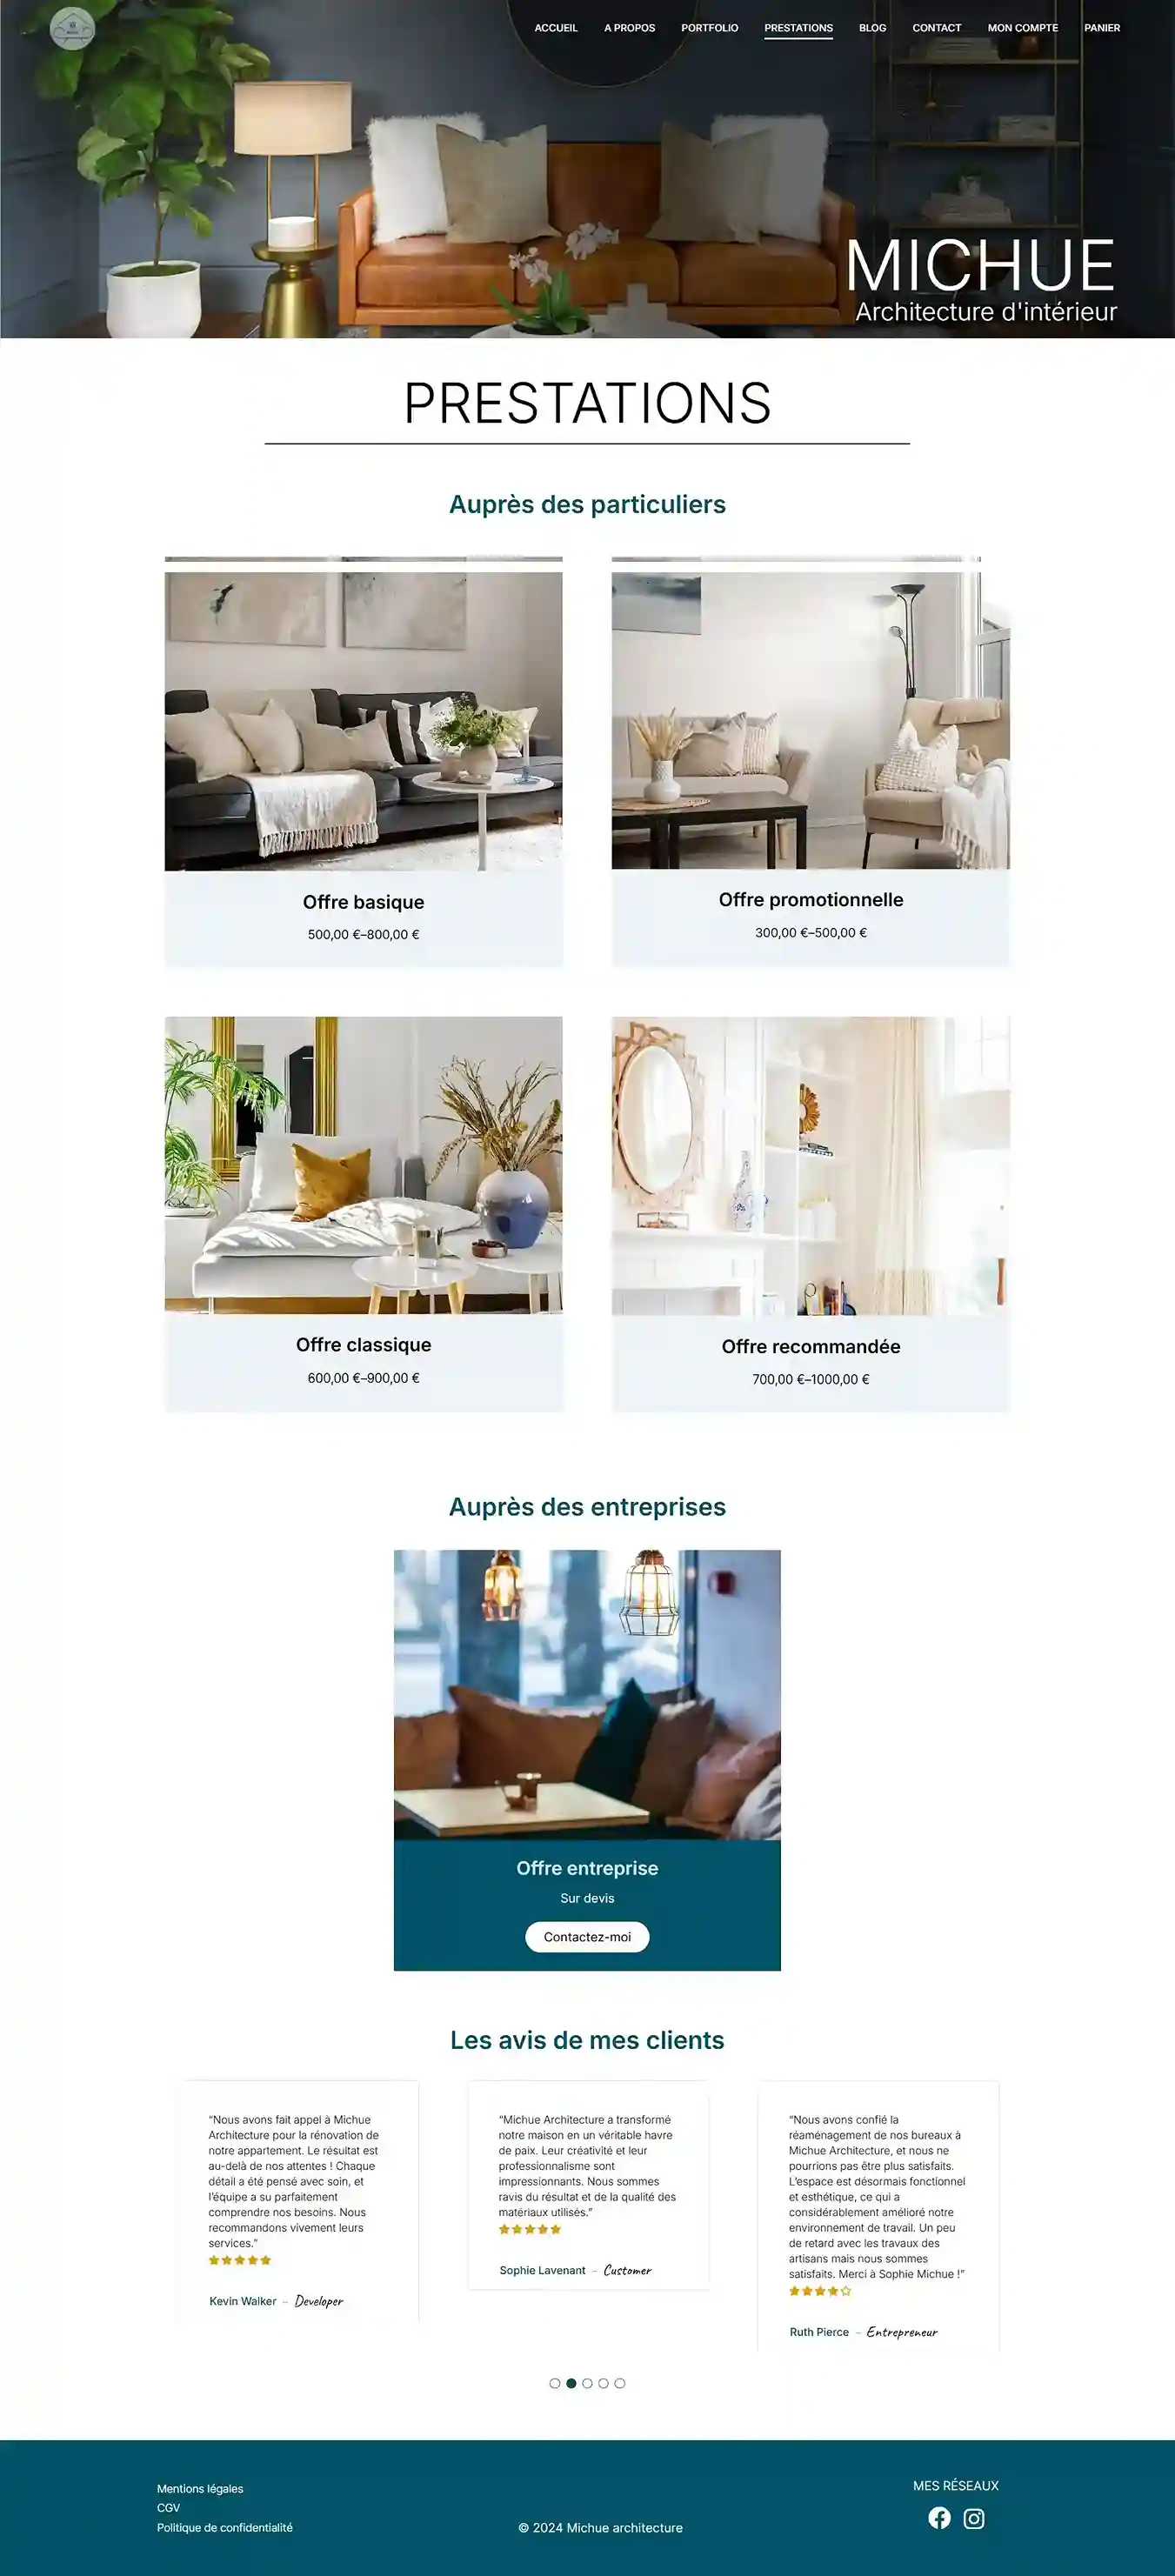 ACCUEIL A PROPOS PORTFOLIO PRESTATIONS BLOG CONTACT MON COMPTE PANIER
MICHUE
Architecture d'intérieur
PRESTATIONS
Auprès des particuliers
Offre basique
500,00 €–800,00 €
Offre promotionnelle
300,00 €–500,00 €
Offre classique
600,00 €–900,00 €
Offre recommandée
700,00 €–1000,00 €
Auprès des entreprises
Offre entreprise
Sur devis
Contactez-moi
Les avis de mes clients
“Nous avons fait appel à Michue
Architecture pour la rénovation de
notre appartement. Le résultat est
au-delà de nos attentes ! Chaque
détail a été pensé avec soin, et
l’équipe a su parfaitement
comprendre nos besoins. Nous
recommandons vivement leurs
services.”
Kevin Walker – Developer
“Michue Architecture a transformé
notre maison en un véritable havre
de paix. Leur créativité et leur
professionnalisme sont
impressionnants. Nous sommes
ravis du résultat et de la qualité des
matériaux utilisés.”
Sophie Lavenant – Customer
“Nous avons confié la
réaménagement de nos bureaux à
Michue Architecture, et nous ne
pourrions pas être plus satisfaits.
L’espace est désormais fonctionnel
et esthétique, ce qui a
considérablement amélioré notre
environnement de travail. Un peu
de retard avec les travaux des
artisans mais nous sommes
satisfaits. Merci à Sophie Michue !”
Ruth Pierce – Entrepreneur
Mentions légales
CGV
Politique de confidentialité
© 2024 Michue architecture
MES RÉSEAUX